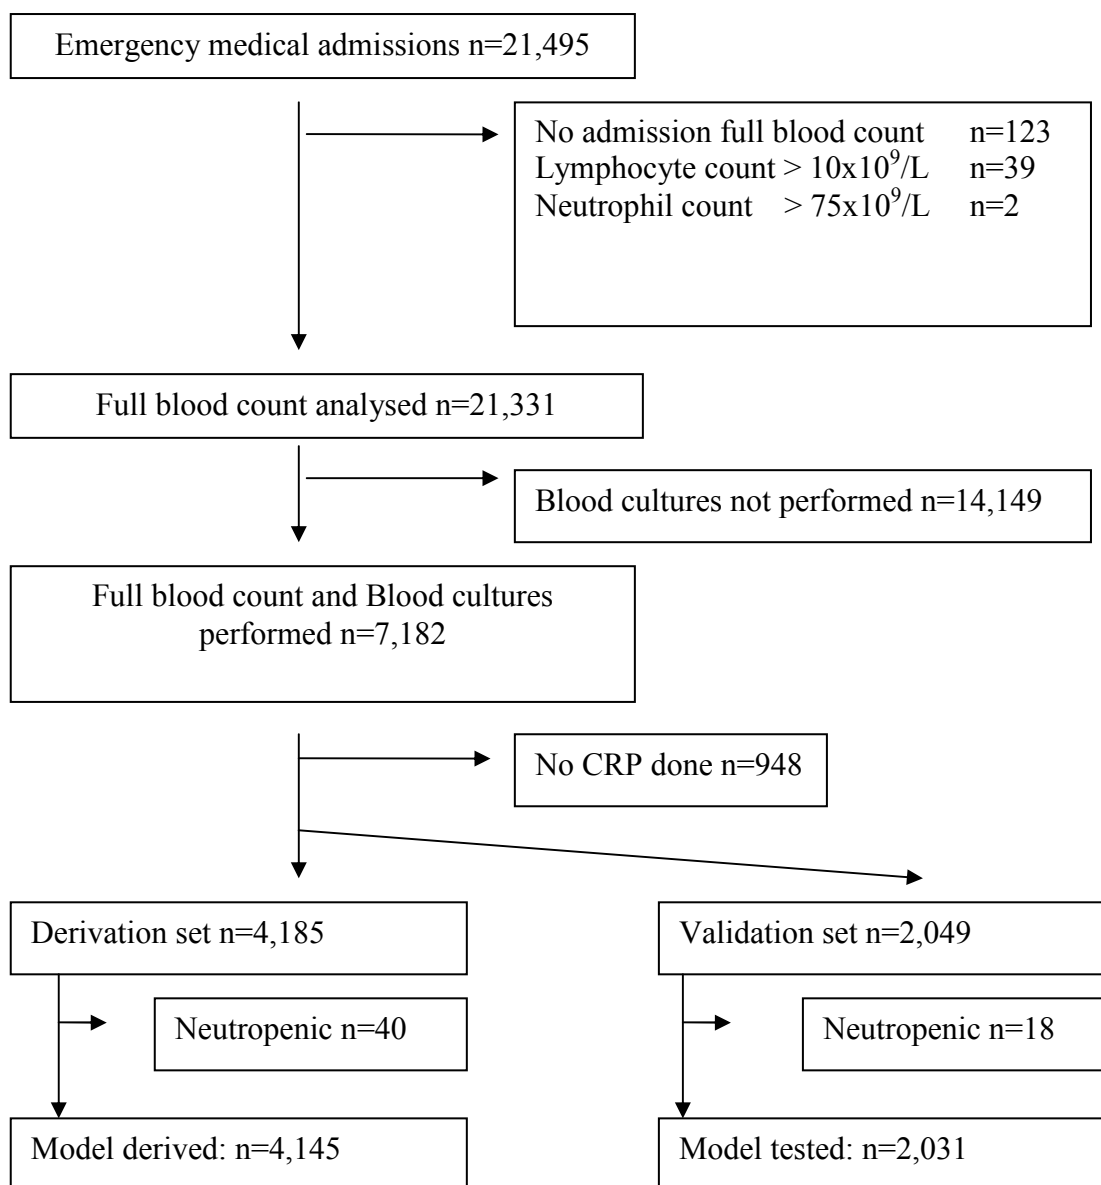 Emergency medical admissions n=21,495
No admission full blood count n=123
Lymphocyte count > 10x10⁹/L n=39
Neutrophil count > 75x10⁹/L n=2
Full blood count analysed n=21,331
Blood cultures not performed n=14,149
Full blood count and Blood cultures
performed n=7,182
No CRP done n=948
Derivation set n=4,185
Validation set n=2,049
Neutropenic n=40
Neutropenic n=18
Model derived: n=4,145
Model tested: n=2,031